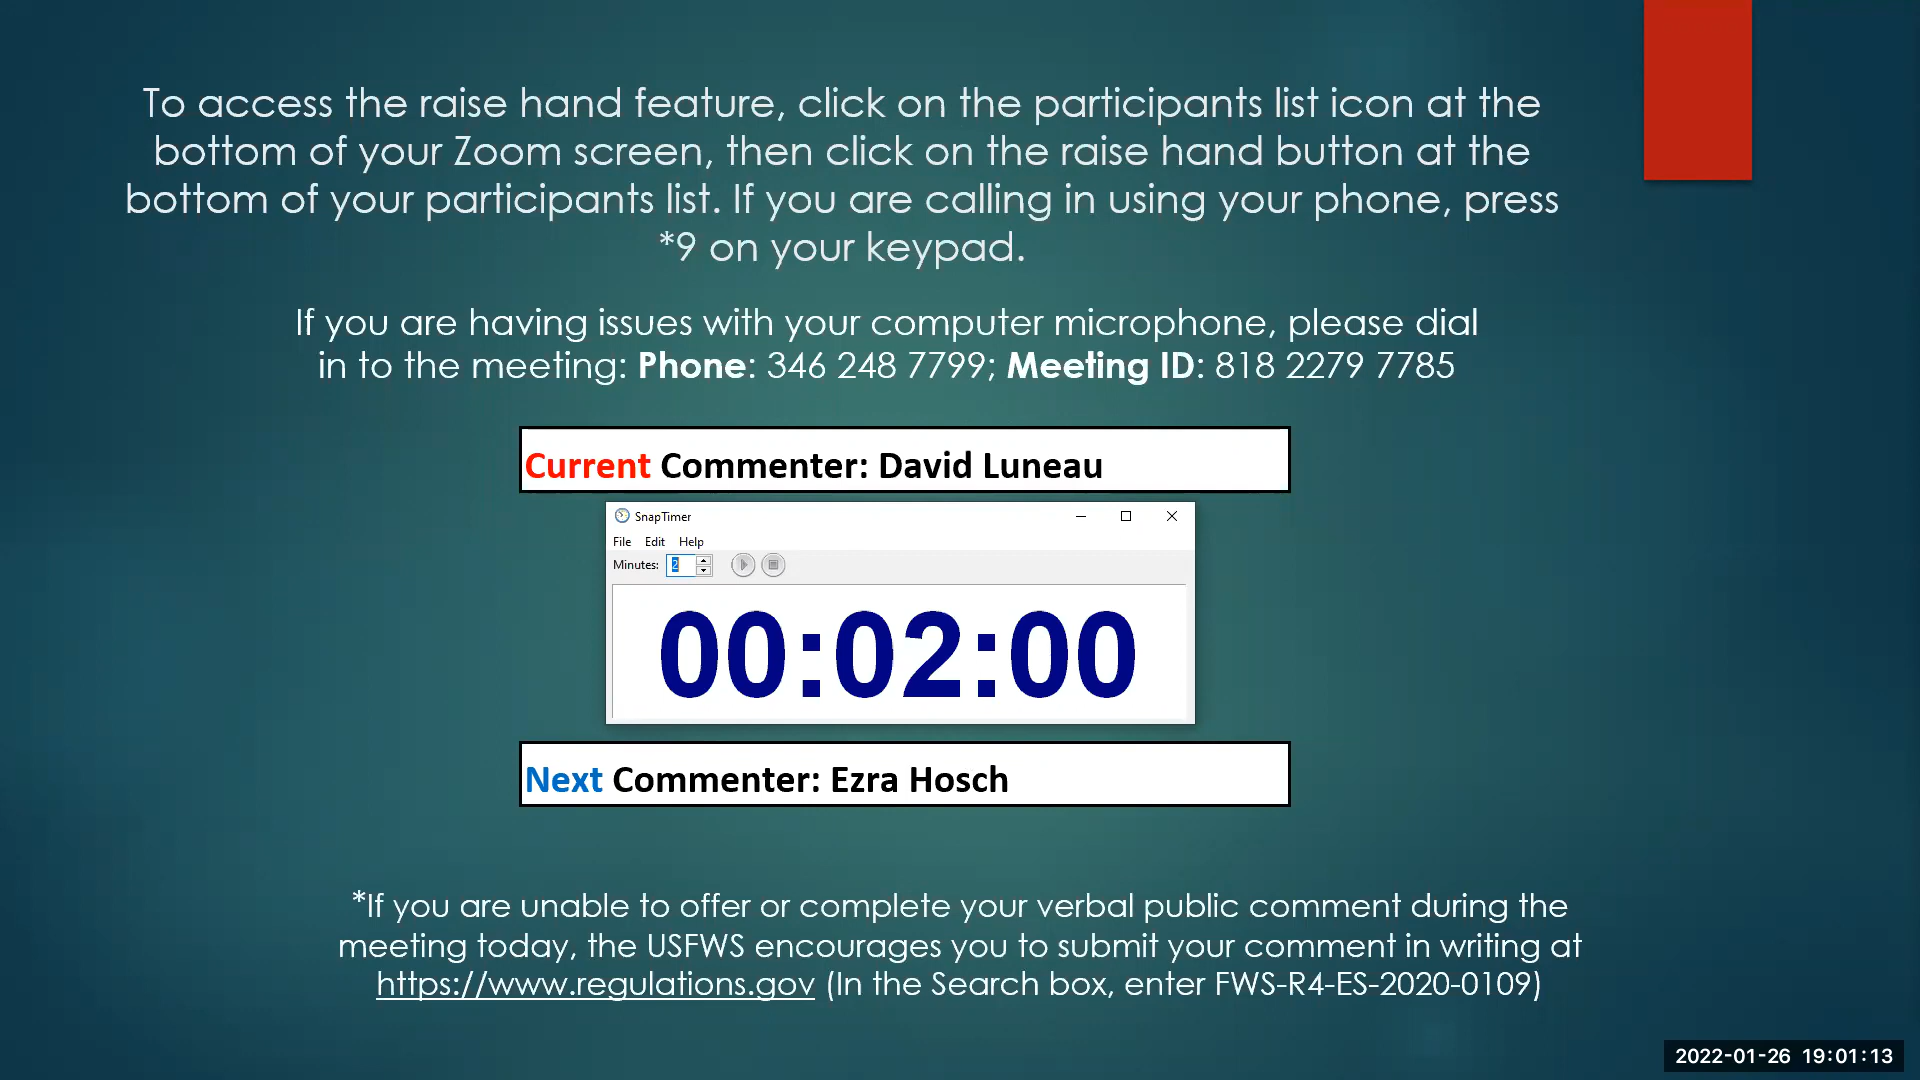 To access the raise hand feature, click on the participants list icon at the
bottom of your Zoom screen, then click on the raise hand button at the
bottom of your participants list. If you are calling in using your phone, press
*9 on your keypad.
If you are having issues with your computer microphone, please dial
in to the meeting: Phone: 346 248 7799; Meeting ID: 818 2279 7785
Current Commenter: David Luneau
SnapTimer
File Edit Help
Minutes: 2
00:02:00
Next Commenter: Ezra Hosch
*If you are unable to offer or complete your verbal public comment during the
meeting today, the USFWS encourages you to submit your comment in writing at
https://www.regulations.gov (In the Search box, enter FWS-R4-ES-2020-0109)
2022-01-26 19:01:13